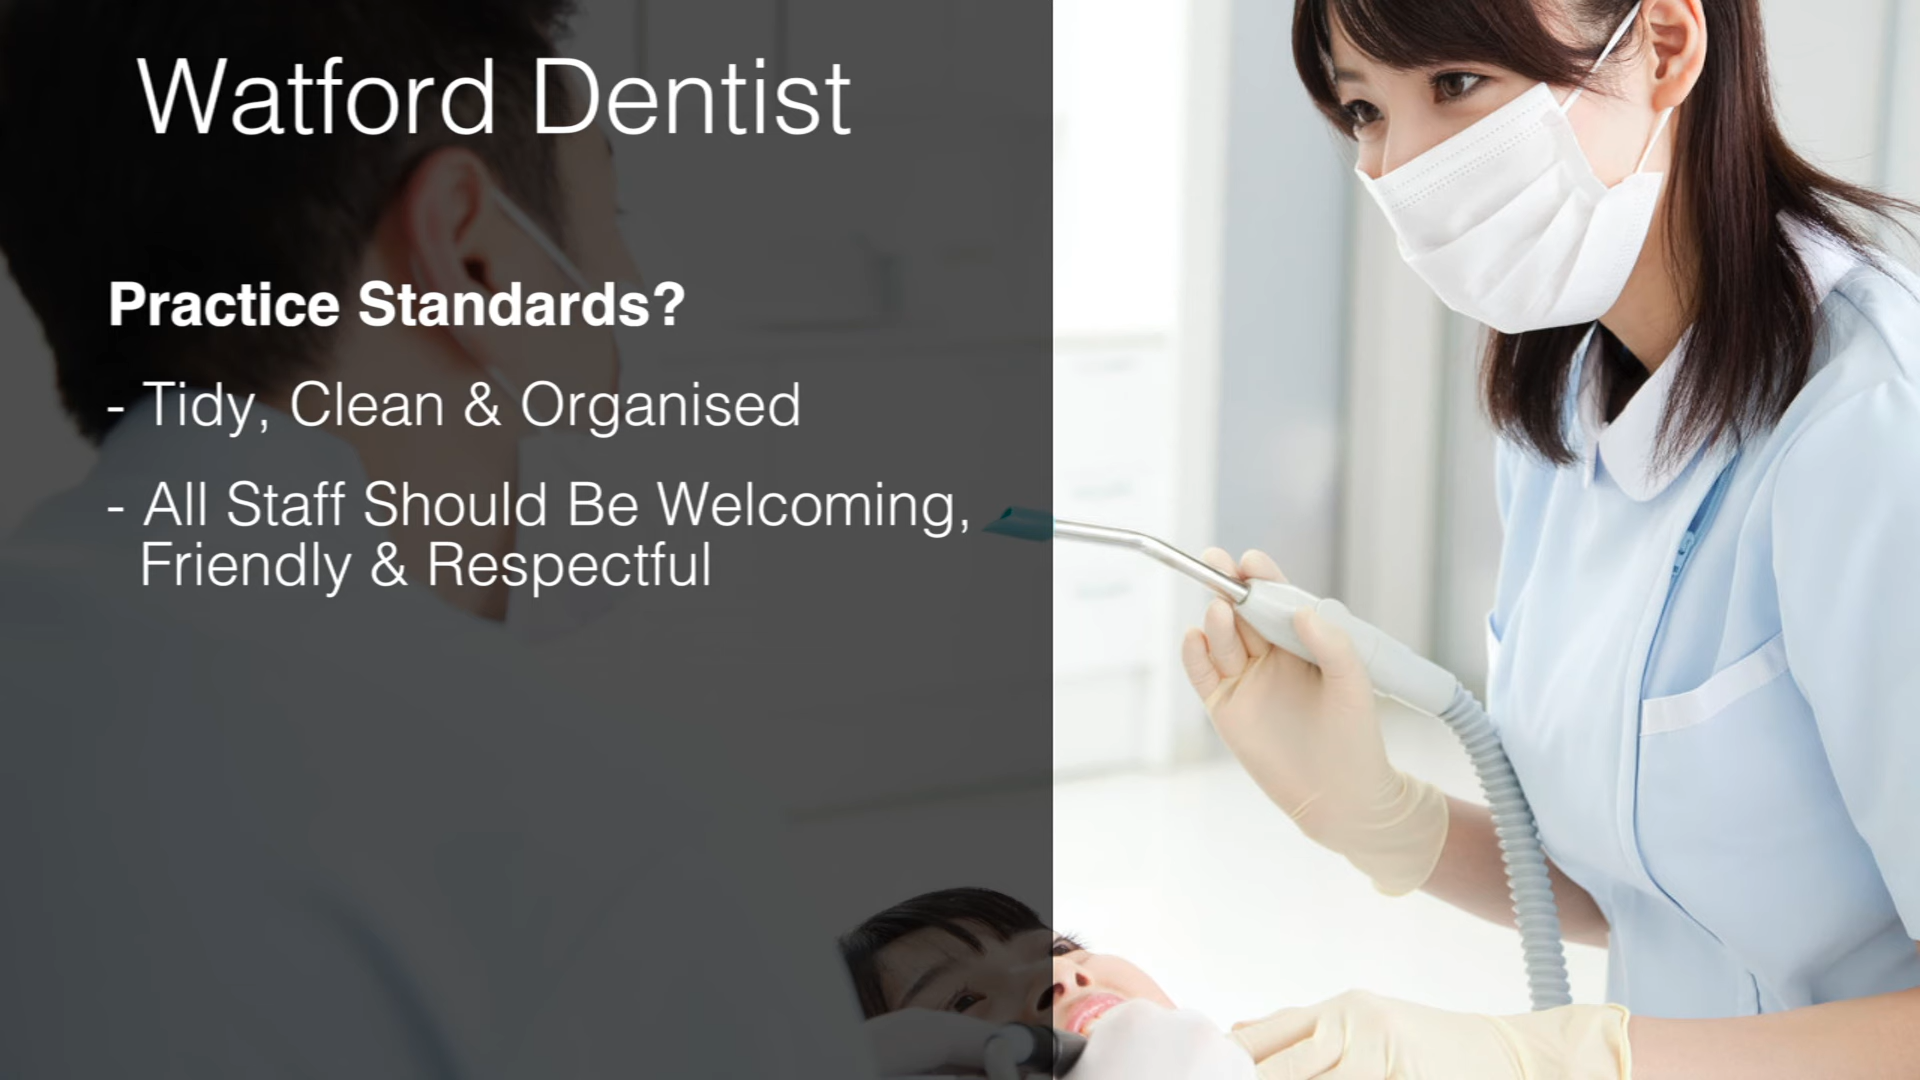 Watford Dentist
Practice Standards?
- Tidy, Clean & Organised
- All Staff Should Be Welcoming,
Friendly & Respectful